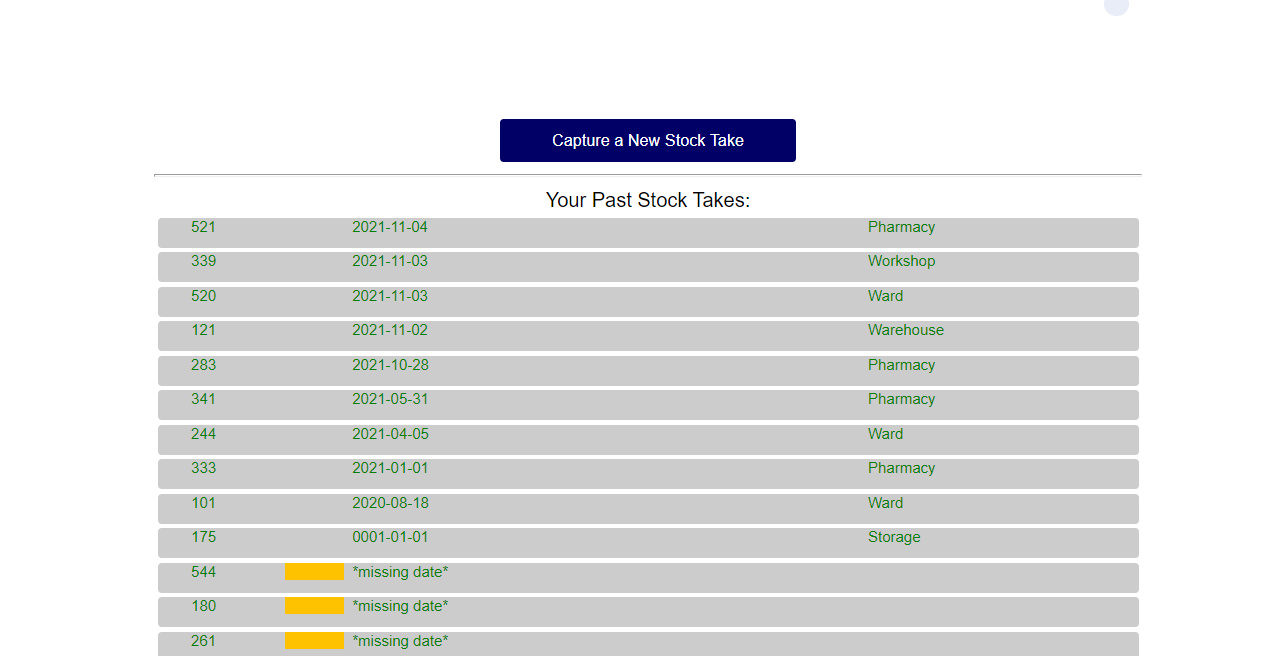 Capture a New Stock Take
Your Past Stock Takes:
521 2021-11-04 Pharmacy
339 2021-11-03 Workshop
520 2021-11-03 Ward
121 2021-11-02 Warehouse
283 2021-10-28 Pharmacy
341 2021-05-31 Pharmacy
244 2021-04-05 Ward
333 2021-01-01 Pharmacy
101 2020-08-18 Ward
175 0001-01-01 Storage
544 *missing date*
180 *missing date*
261 *missing date*